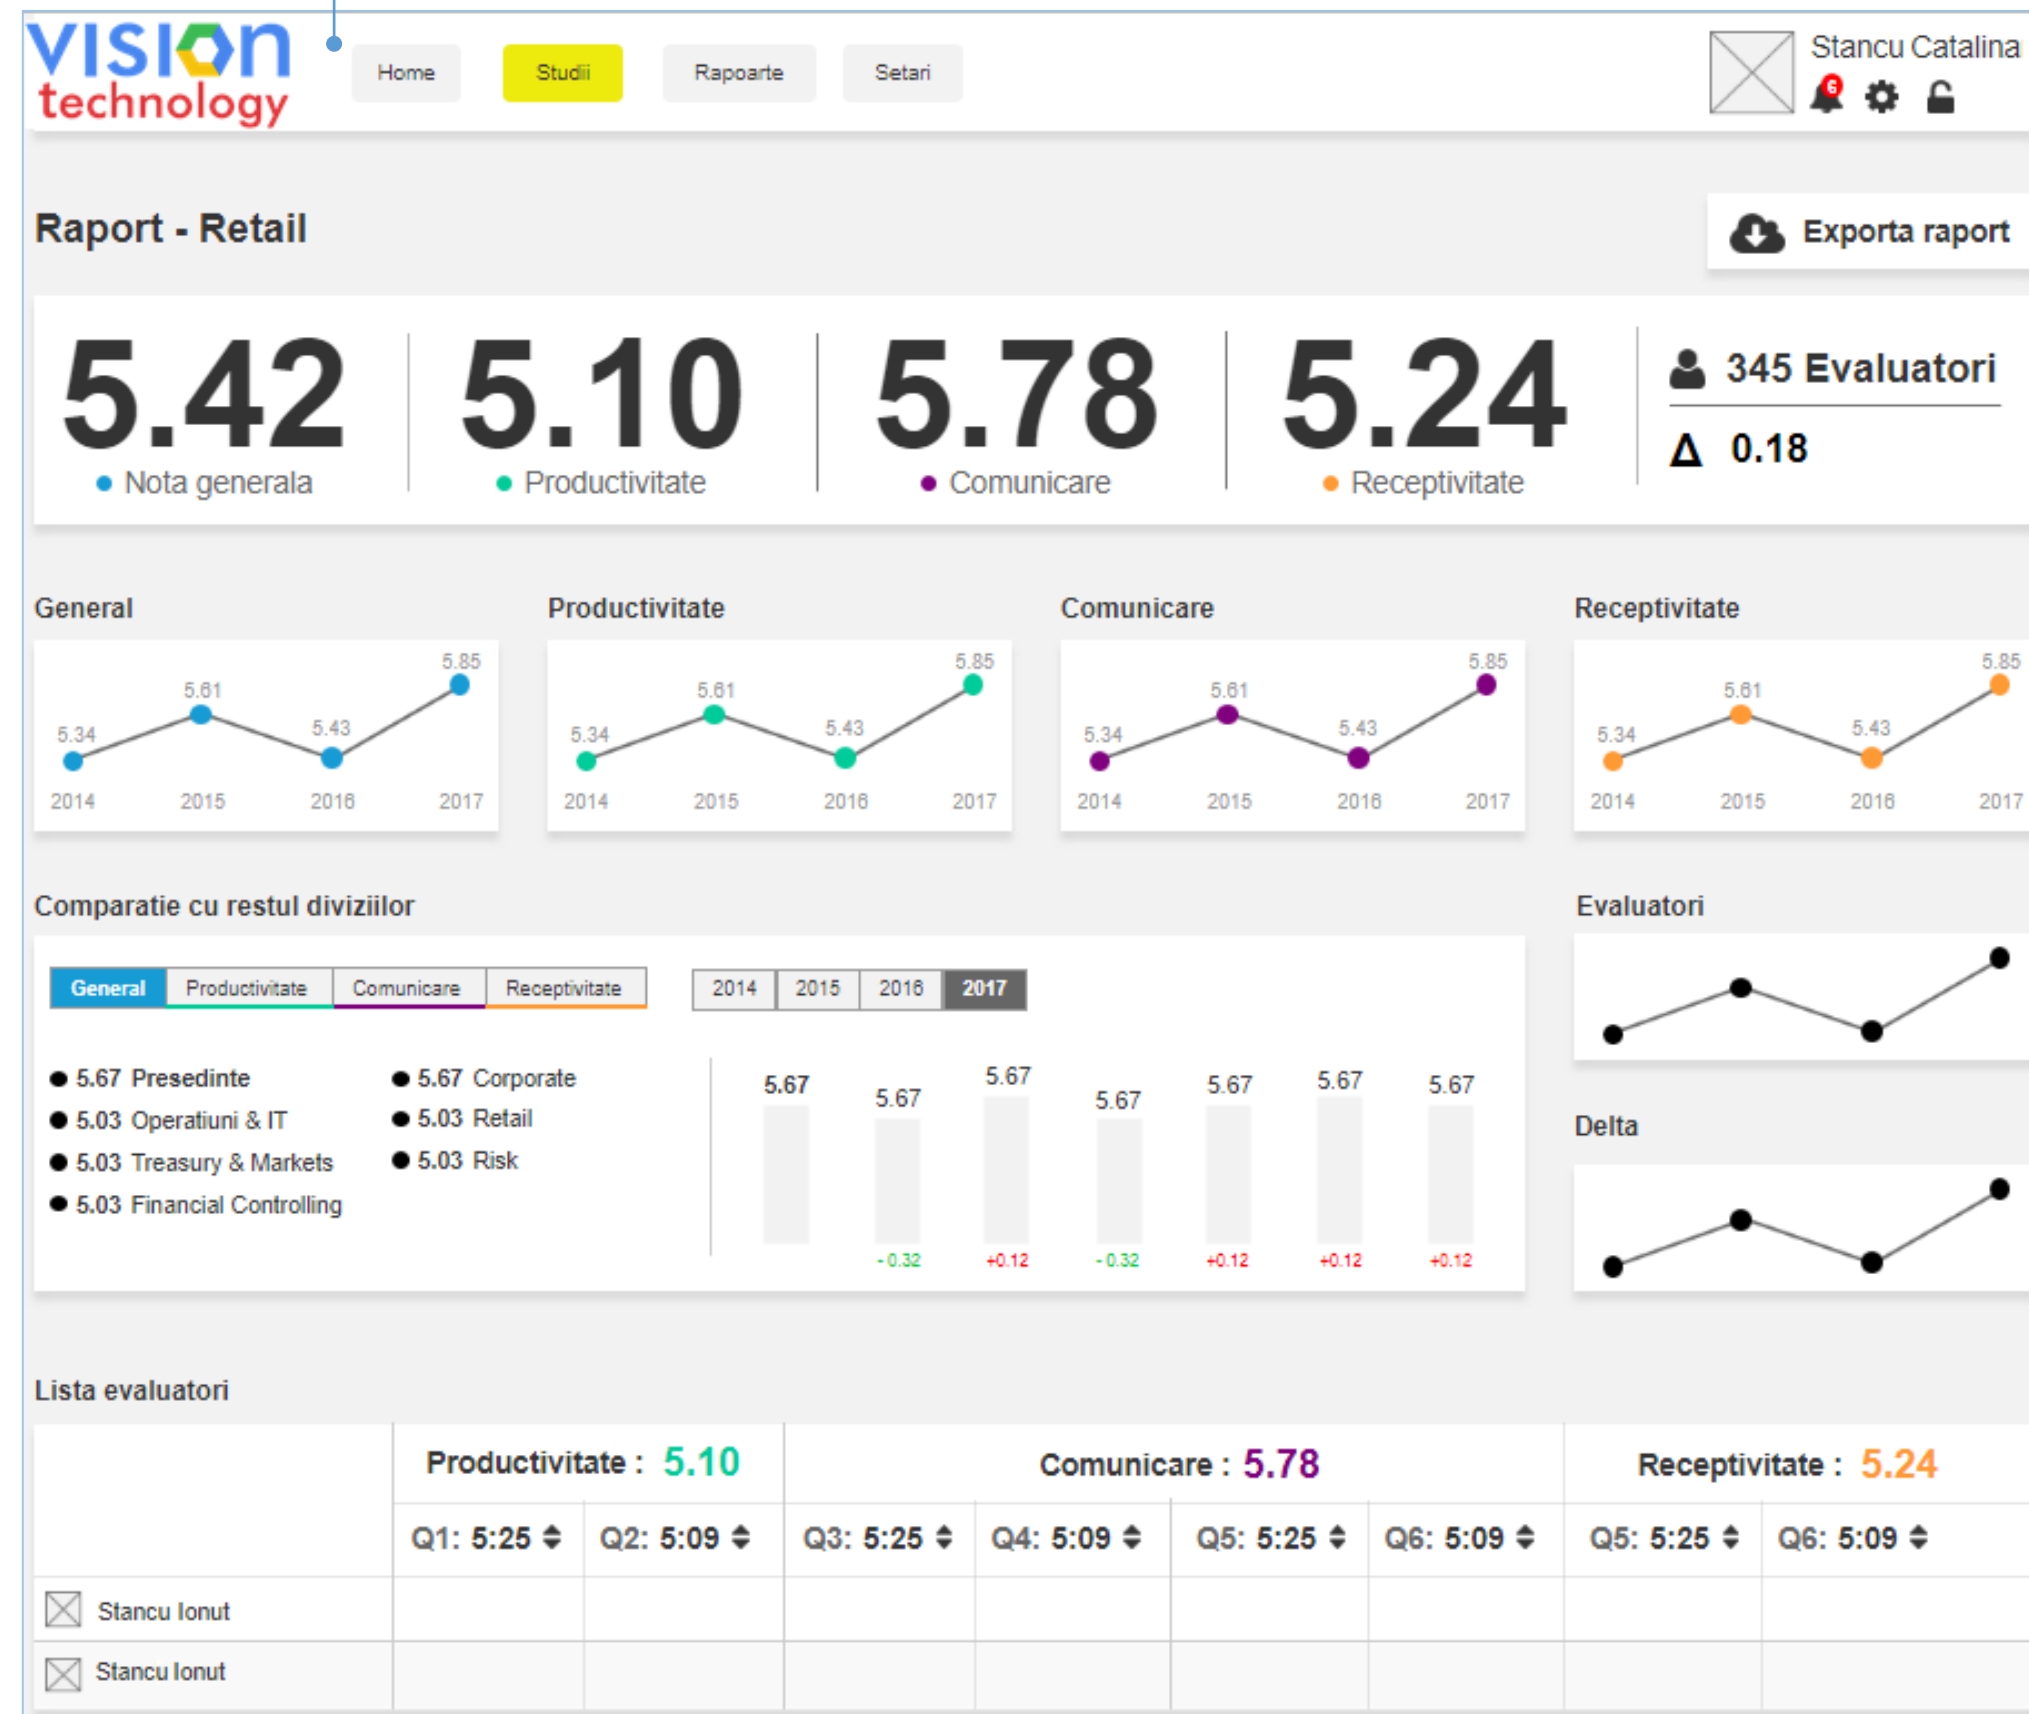 VISION
technology
Home
Studii
Rapoarte
Setari
Stancu Catalina
6
Raport - Retail
Exporta raport
5.42
Nota generala
5.10
Productivitate
5.78
Comunicare
5.24
Receptivitate
345 Evaluatori
Δ 0.18
General
5.34
5.61
5.43
5.85
2014 2015 2016 2017
Productivitate
5.34
5.61
5.43
5.85
2014 2015 2016 2017
Comunicare
5.34
5.61
5.43
5.85
2014 2015 2016 2017
Receptivitate
5.34
5.61
5.43
5.85
2014 2015 2016 2017
Comparatie cu restul diviziilor
General Productivitate Comunicare Receptivitate
2014 2015 2016 2017
5.67 Presedinte
5.03 Operatiuni & IT
5.03 Treasury & Markets
5.03 Financial Controlling
5.67 Corporate
5.03 Retail
5.03 Risk
5.67 5.67 5.67 5.67 5.67 5.67 5.67
- 0.32 +0.12 - 0.32 +0.12 +0.12 +0.12
Evaluatori
Delta
Lista evaluatori
Productivitate : 5.10
Comunicare : 5.78
Receptivitate : 5.24
Q1: 5:25 Q2: 5:09 Q3: 5:25 Q4: 5:09 Q5: 5:25 Q6: 5:09 Q5: 5:25 Q6: 5:09
Stancu Ionut
Stancu Ionut